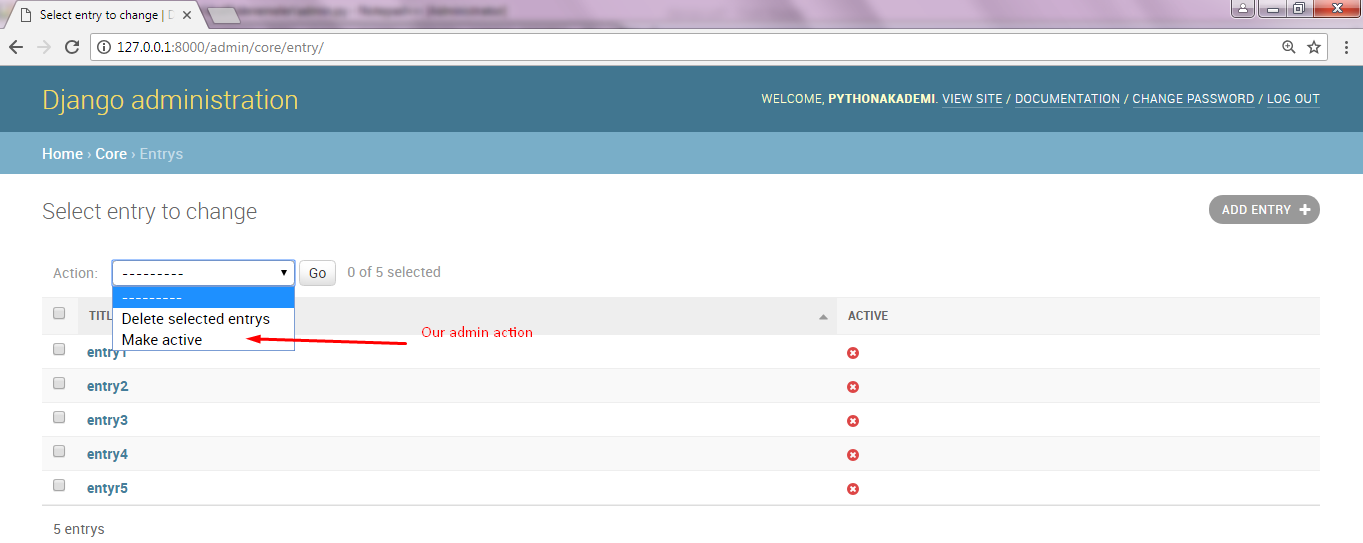 Select entry to change | D
127.0.0.1:8000/admin/core/entry/
Django administration
WELCOME, PYTHONAKADEMI. VIEW SITE / DOCUMENTATION / CHANGE PASSWORD / LOG OUT
Home › Core › Entrys
Select entry to change
ADD ENTRY +
Action: --------- Go 0 of 5 selected
---------
Delete selected entrys
Make active
Our admin action
TITL ACTIVE
entry1
entry2
entry3
entry4
entyr5
5 entrys